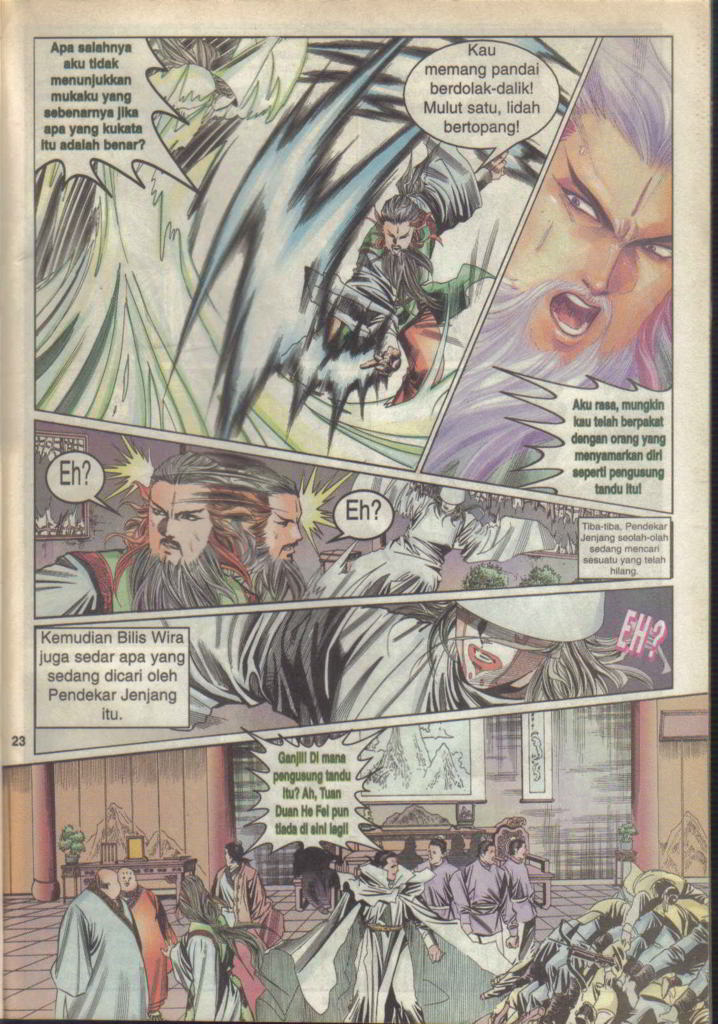 Apa salahnya
aku tidak
menunjukkan
mukaku yang
sebenarnya jika
apa yang kukata
itu adalah benar?
Kau
memang pandai
berdolak-dalik!
Mulut satu, lidah
bertopang!
Aku rasa, mungkin
kau telah berpakat
dengan orang yang
menyamarkan diri
seperti pengusung
tandu itu!
Eh?
Eh?
Tiba-tiba, Pendekar
Jenjang seolah-olah
sedang mencari
sesuatu yang telah
hilang.
Kemudian Bilis Wira
juga sedar apa yang
sedang dicari oleh
Pendekar Jenjang
itu.
EH?
23
Ganjil! Di mana
pengusung tandu
itu? Ah, Tuan
Duan He Fei pun
tiada di sini lagi!